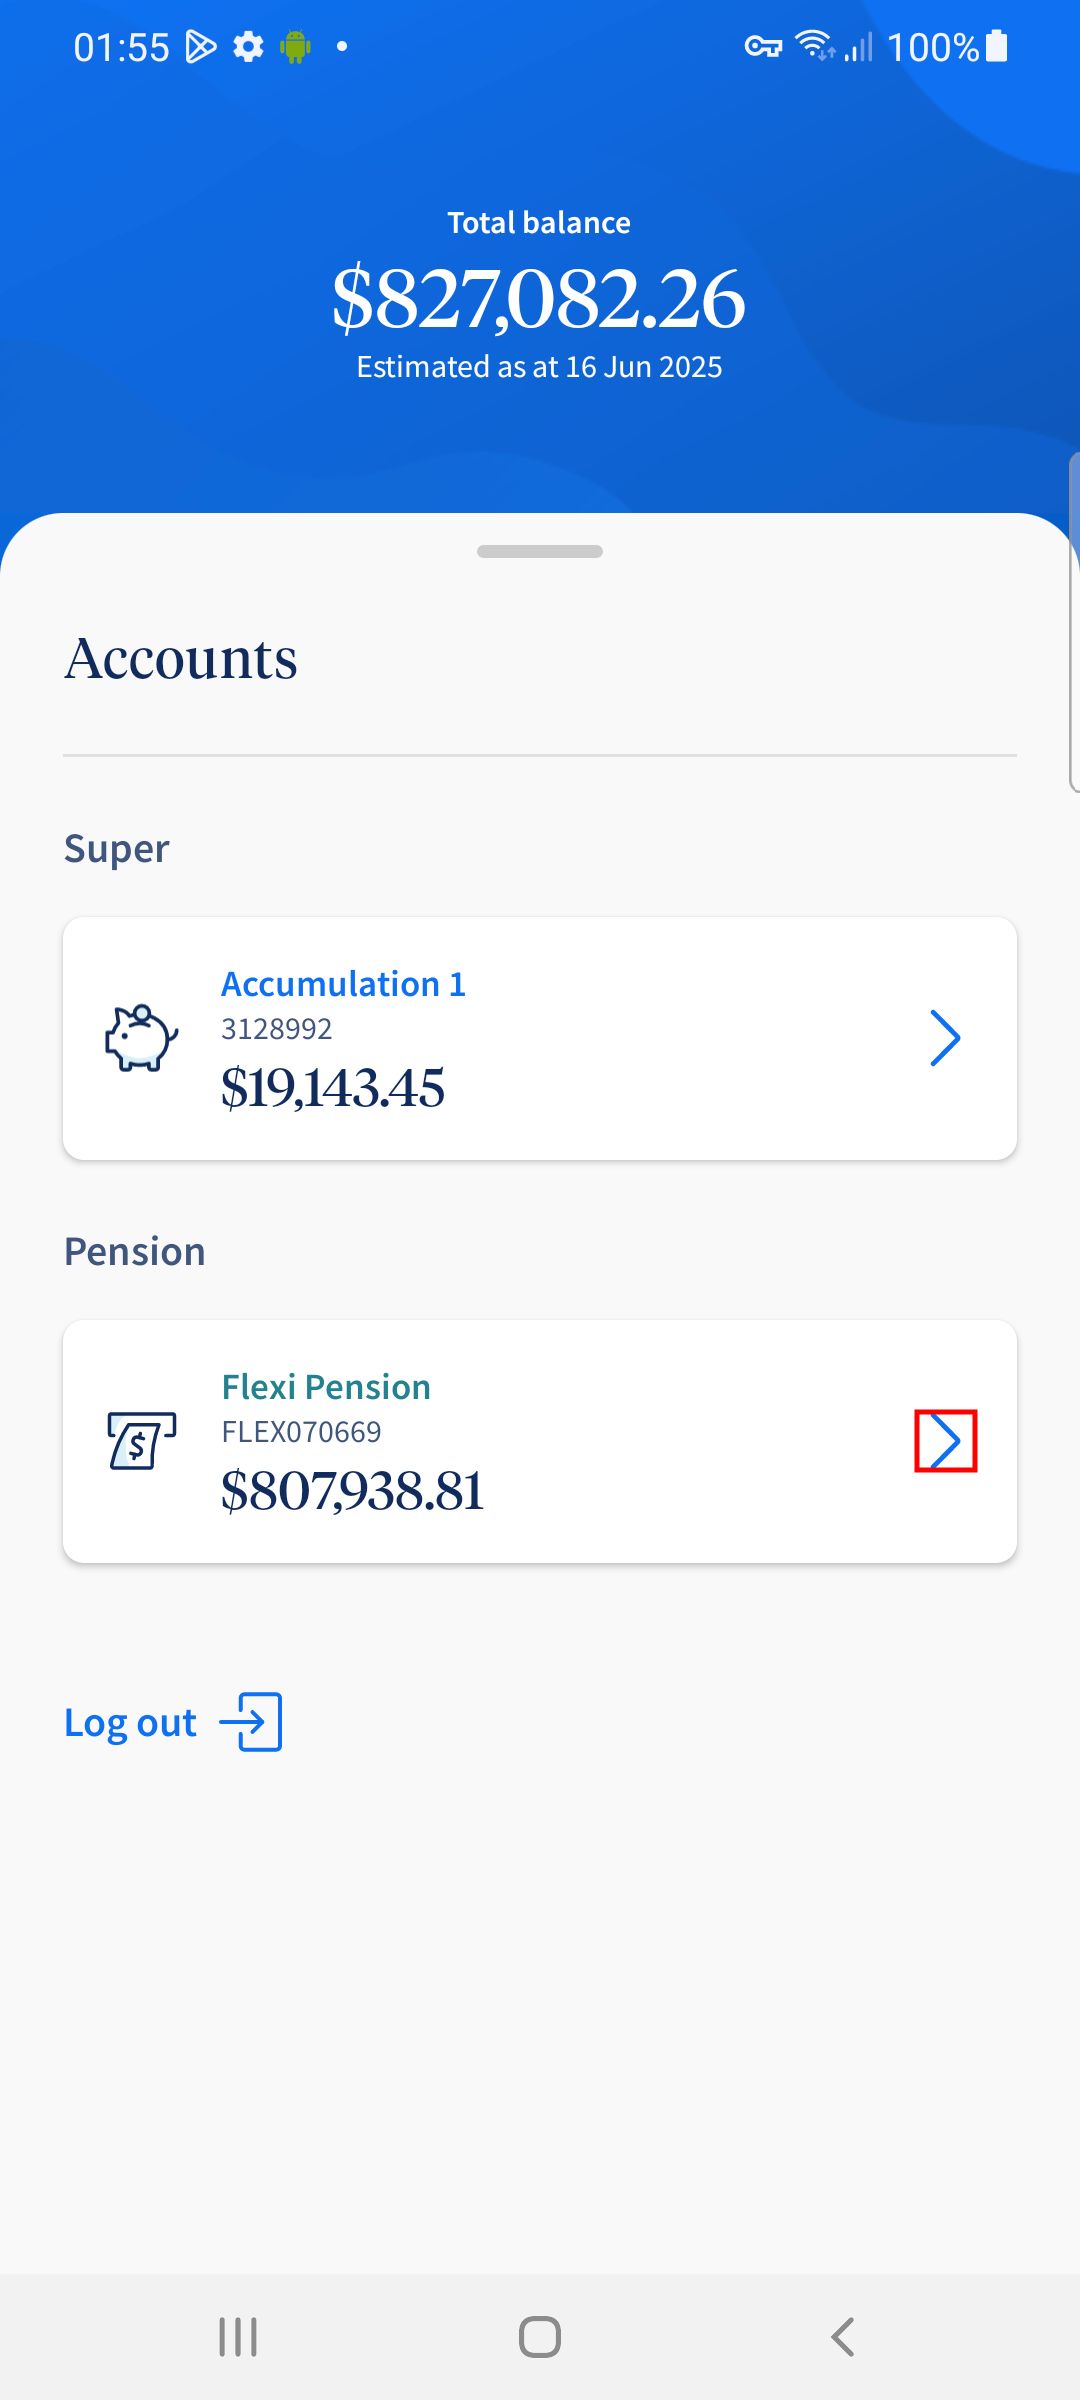 01:55
100%
Total balance
$827,082.26
Estimated as at 16 Jun 2025
Accounts
Super
Accumulation 1
3128992
$19,143.45
Pension
Flexi Pension
FLEX070669
$807,938.81
Log out